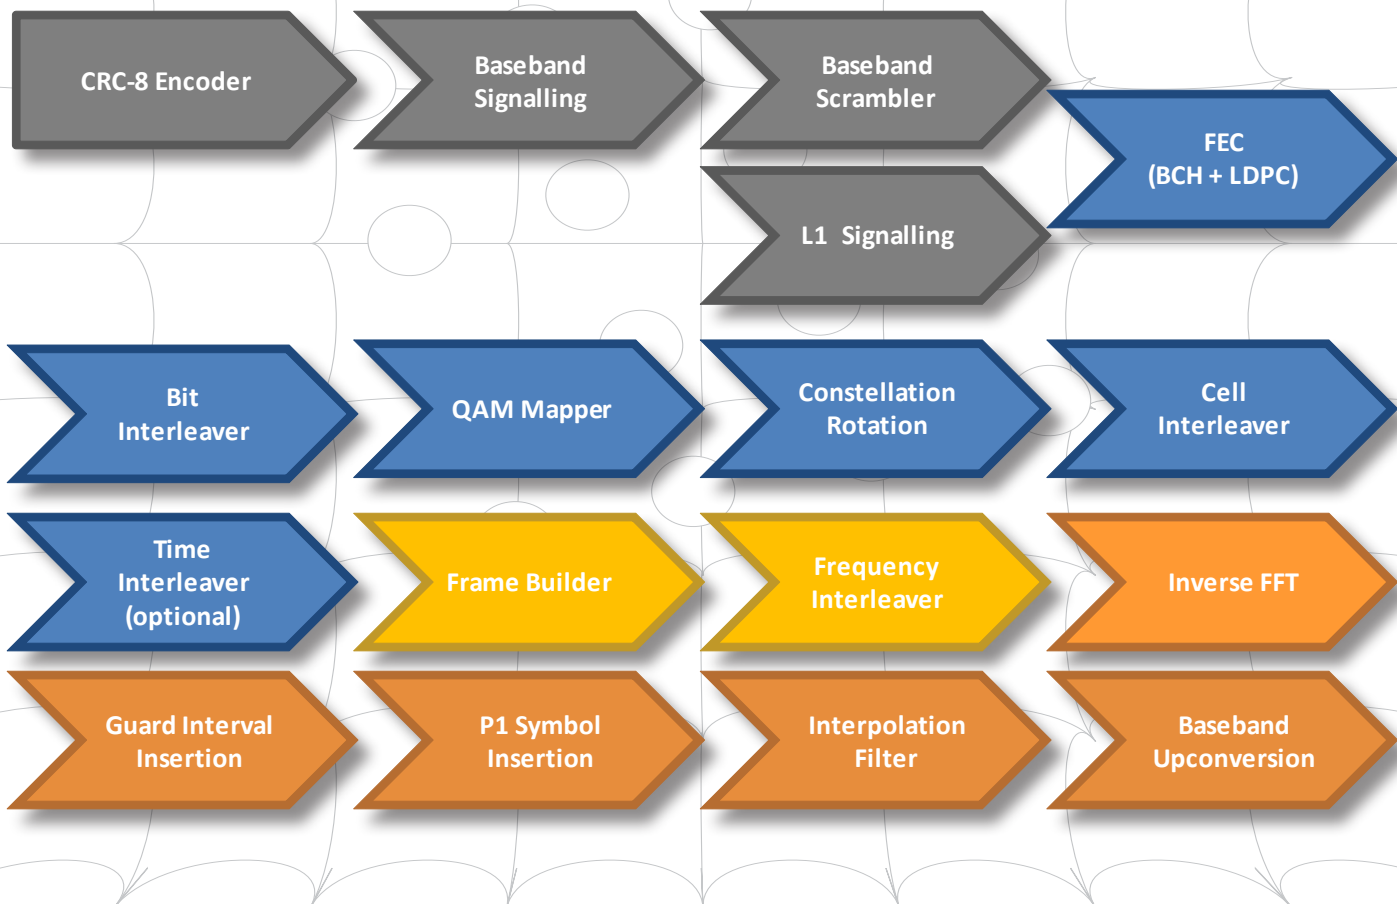 CRC-8 Encoder
Baseband
Signalling
Baseband
Scrambler
FEC
(BCH + LDPC)
L1 Signalling
Bit
Interleaver
QAM Mapper
Constellation
Rotation
Cell
Interleaver
Time
Interleaver
(optional)
Frame Builder
Frequency
Interleaver
Inverse FFT
Guard Interval
Insertion
P1 Symbol
Insertion
Interpolation
Filter
Baseband
Upconversion